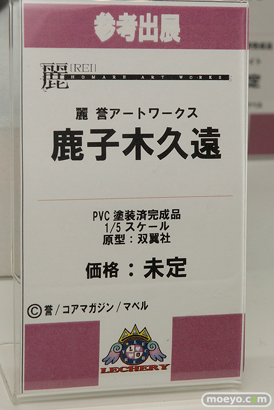 参考出展
麗 [REI]
HOMARE ART WORKS
麗 誉アートワークス
鹿子木久遠
PVC塗装済完成品
1/5スケール
原型：双翼社
価格：未定
©誉/コアマガジン/マベル
LECHERY
moeyo.com